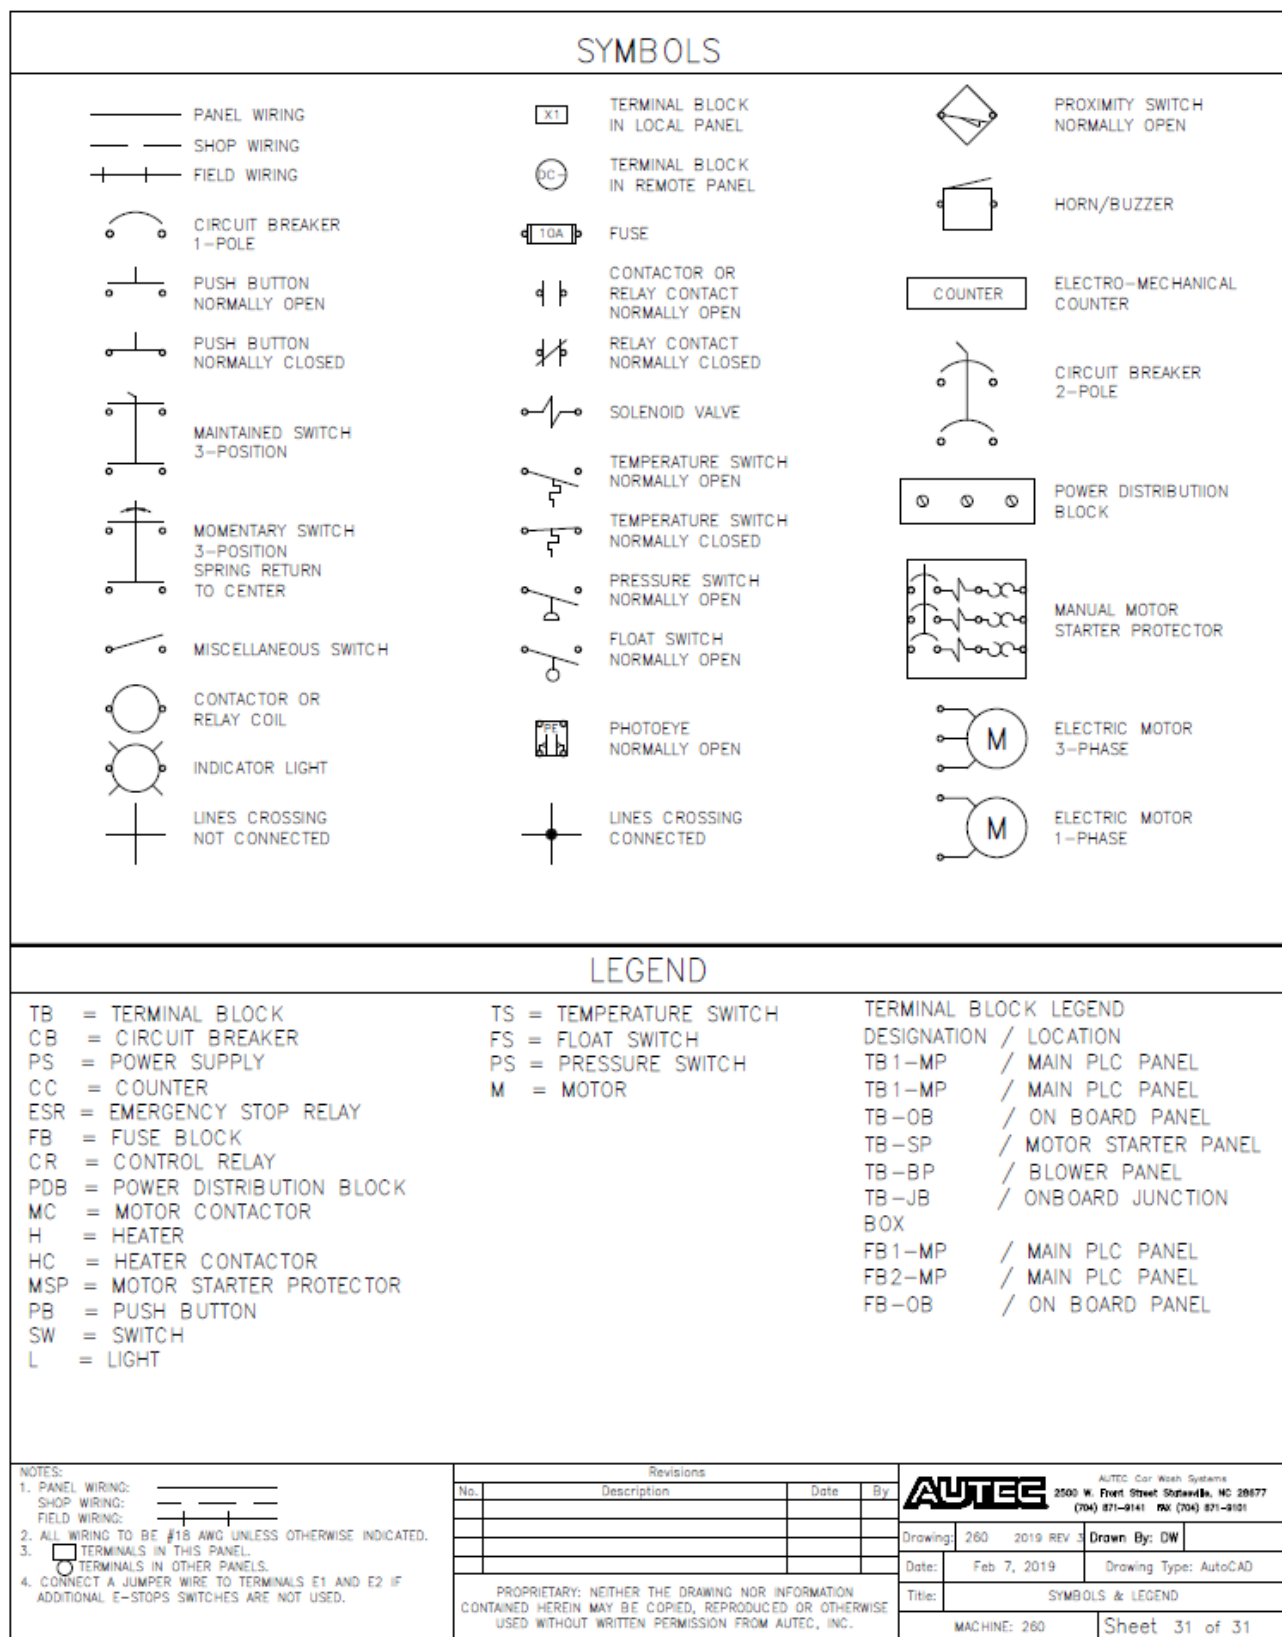 SYMBOLS
PANEL WIRING
SHOP WIRING
FIELD WIRING
CIRCUIT BREAKER
1-POLE
PUSH BUTTON
NORMALLY OPEN
PUSH BUTTON
NORMALLY CLOSED
MAINTAINED SWITCH
3-POSITION
MOMENTARY SWITCH
3-POSITION
SPRING RETURN
TO CENTER
MISCELLANEOUS SWITCH
CONTACTOR OR
RELAY COIL
INDICATOR LIGHT
LINES CROSSING
NOT CONNECTED
X1
TERMINAL BLOCK
IN LOCAL PANEL
DC-
TERMINAL BLOCK
IN REMOTE PANEL
10A
FUSE
CONTACTOR OR
RELAY CONTACT
NORMALLY OPEN
RELAY CONTACT
NORMALLY CLOSED
SOLENOID VALVE
TEMPERATURE SWITCH
NORMALLY OPEN
TEMPERATURE SWITCH
NORMALLY CLOSED
PRESSURE SWITCH
NORMALLY OPEN
FLOAT SWITCH
NORMALLY OPEN
PE
PHOTOEYE
NORMALLY OPEN
LINES CROSSING
CONNECTED
PROXIMITY SWITCH
NORMALLY OPEN
HORN/BUZZER
COUNTER
ELECTRO-MECHANICAL
COUNTER
CIRCUIT BREAKER
2-POLE
POWER DISTRIBUTIION
BLOCK
MANUAL MOTOR
STARTER PROTECTOR
M
ELECTRIC MOTOR
3-PHASE
M
ELECTRIC MOTOR
1-PHASE
LEGEND
TB = TERMINAL BLOCK
CB = CIRCUIT BREAKER
PS = POWER SUPPLY
CC = COUNTER
ESR = EMERGENCY STOP RELAY
FB = FUSE BLOCK
CR = CONTROL RELAY
PDB = POWER DISTRIBUTION BLOCK
MC = MOTOR CONTACTOR
H = HEATER
HC = HEATER CONTACTOR
MSP = MOTOR STARTER PROTECTOR
PB = PUSH BUTTON
SW = SWITCH
L = LIGHT
TS = TEMPERATURE SWITCH
FS = FLOAT SWITCH
PS = PRESSURE SWITCH
M = MOTOR
TERMINAL BLOCK LEGEND
DESIGNATION / LOCATION
TB1-MP / MAIN PLC PANEL
TB1-MP / MAIN PLC PANEL
TB-OB / ON BOARD PANEL
TB-SP / MOTOR STARTER PANEL
TB-BP / BLOWER PANEL
TB-JB / ONBOARD JUNCTION
BOX
FB1-MP / MAIN PLC PANEL
FB2-MP / MAIN PLC PANEL
FB-OB / ON BOARD PANEL
NOTES:
1. PANEL WIRING:
SHOP WIRING:
FIELD WIRING:
2. ALL WIRING TO BE #18 AWG UNLESS OTHERWISE INDICATED.
3. TERMINALS IN THIS PANEL.
TERMINALS IN OTHER PANELS.
4. CONNECT A JUMPER WIRE TO TERMINALS E1 AND E2 IF
ADDITIONAL E-STOPS SWITCHES ARE NOT USED.
Revisions
No. Description Date By
PROPRIETARY: NEITHER THE DRAWING NOR INFORMATION
CONTAINED HEREIN MAY BE COPIED, REPRODUCED OR OTHERWISE
USED WITHOUT WRITTEN PERMISSION FROM AUTEC, INC.
AUTEC
AUTEC Car Wash Systems
2500 W. Front Street Statesville, NC 28677
(704) 871-9141 FAX (704) 871-9101
Drawing: 260 2019 REV 3 Drawn By: DW
Date: Feb 7, 2019 Drawing Type: AutoCAD
Title: SYMBOLS & LEGEND
MACHINE: 260 Sheet 31 of 31